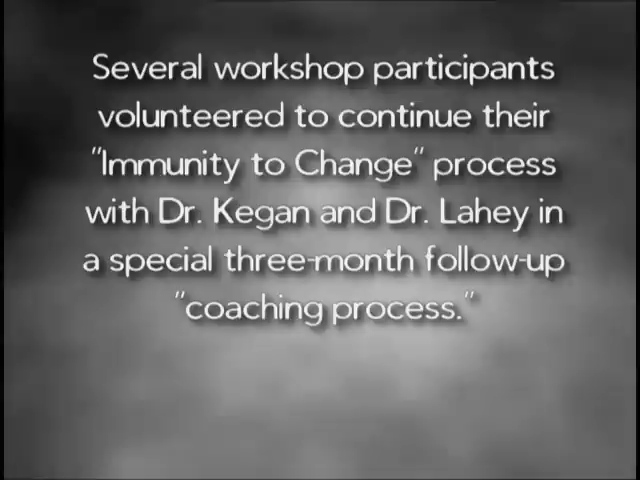 Several workshop participants
volunteered to continue their
"Immunity to Change" process
with Dr. Kegan and Dr. Lahey in
a special three-month follow-up
"coaching process."